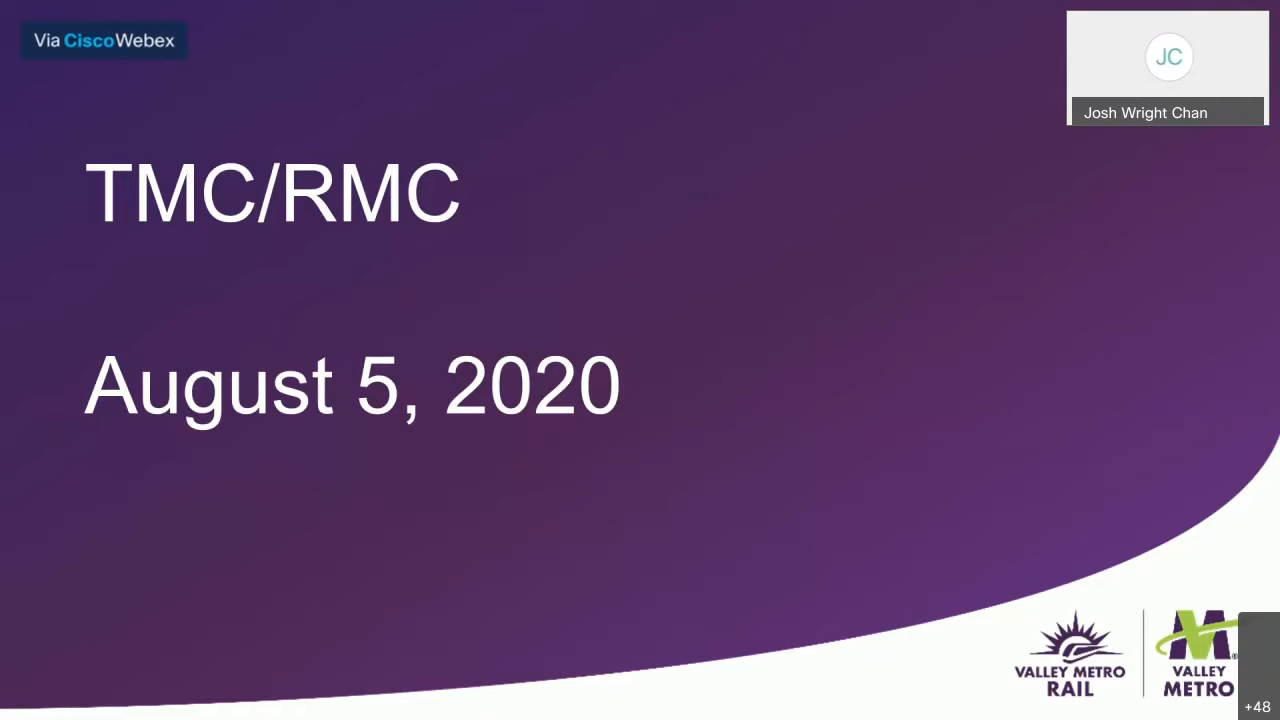 Via CiscoWebex
JC
Josh Wright Chan
TMC/RMC
August 5, 2020
VALLEY METRO
RAIL
VALLEY
METRO
+48